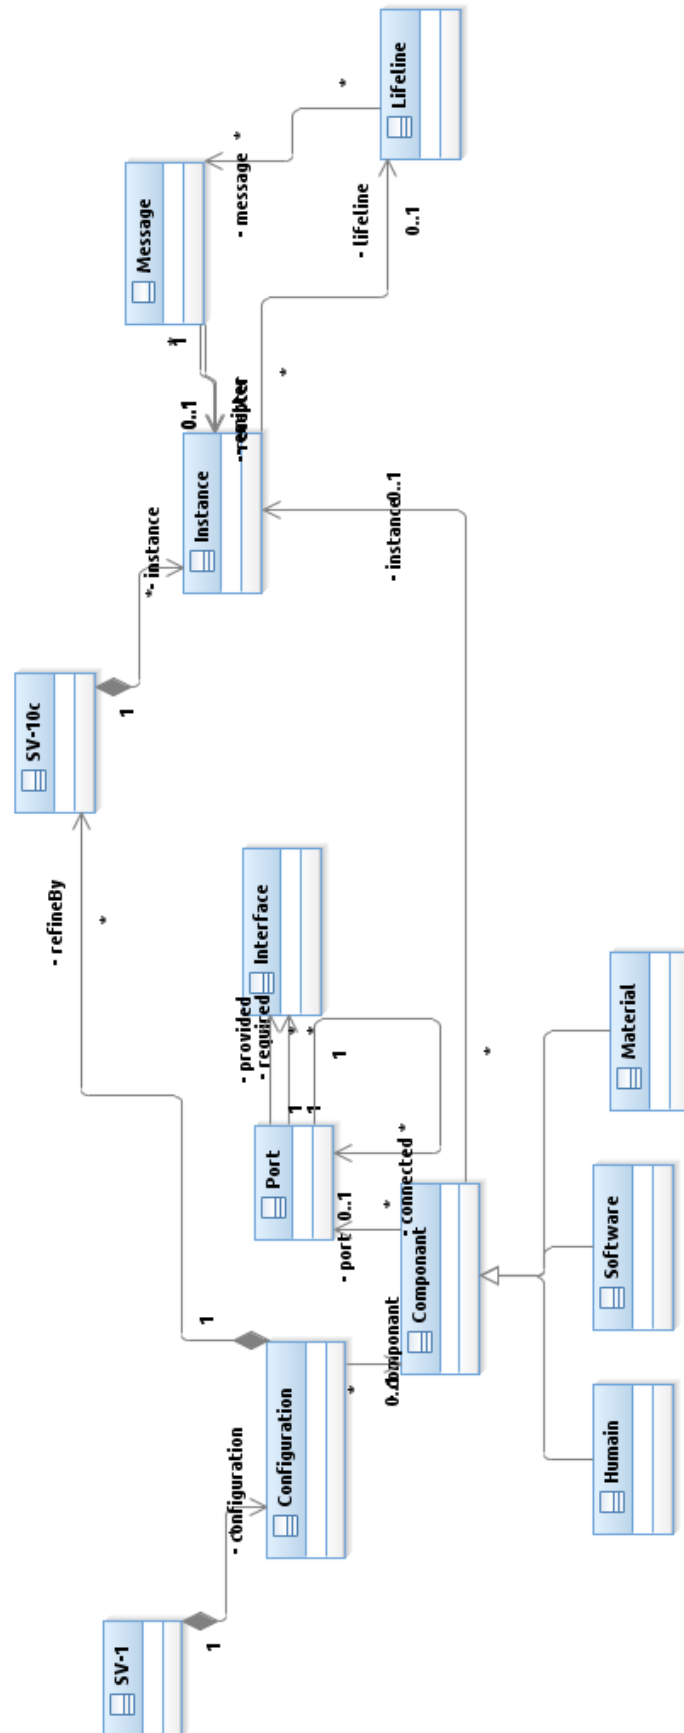 SV-10c
- refineBy
*
SV-1
1
Message
- instance
*
1
0..1
Instance
1
1
- configuration
- message
*
- provided
- required
Interface
Port
*
Configuration
*
1
*
1
1
- port
0..1
*
*
- lifeline
*
- instance
0..1
Lifeline
- connected
*
0..1
Componant
*
Humain
Software
Material